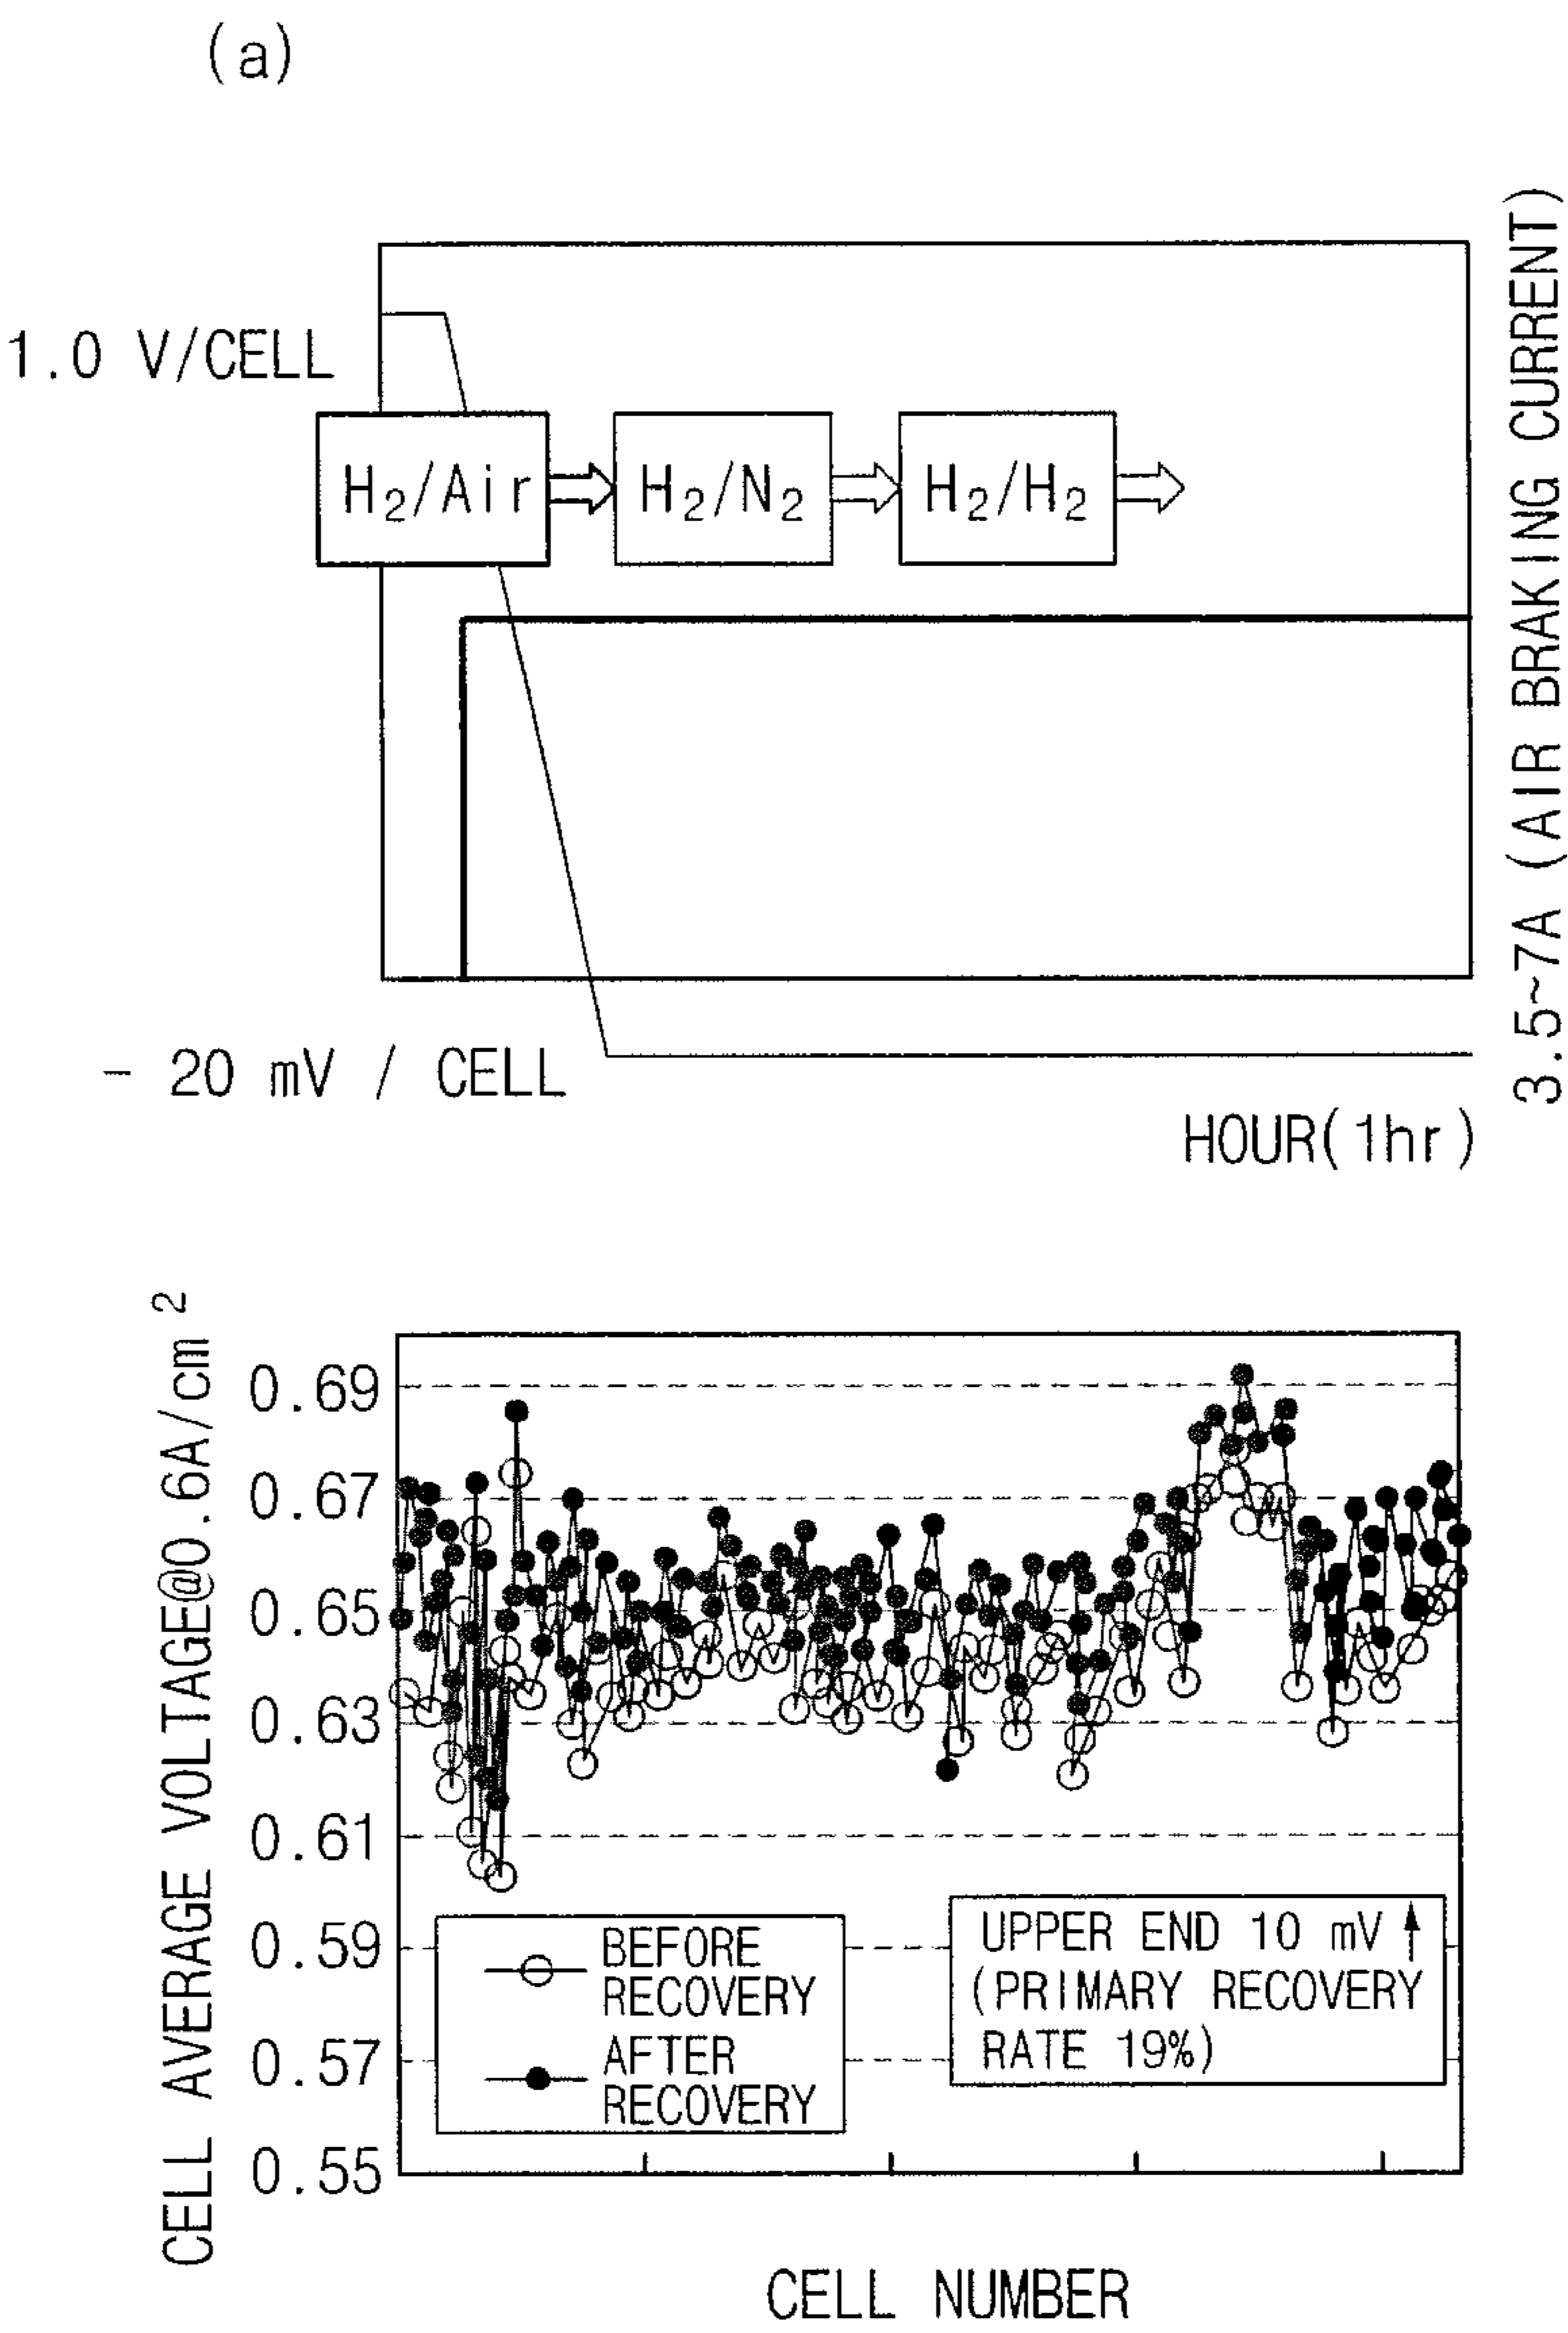 (a)
1.0 V/CELL
H₂/Air
H₂/N₂
H₂/H₂
3.5~7A (AIR BRAKING CURRENT)
- 20 mV / CELL
HOUR(1hr)
CELL AVERAGE VOLTAGE@0.6A/cm²
0.69
0.67
0.65
0.63
0.61
0.59
0.57
0.55
BEFORE
RECOVERY
AFTER
RECOVERY
UPPER END 10 mV ↑
(PRIMARY RECOVERY
RATE 19%)
CELL NUMBER